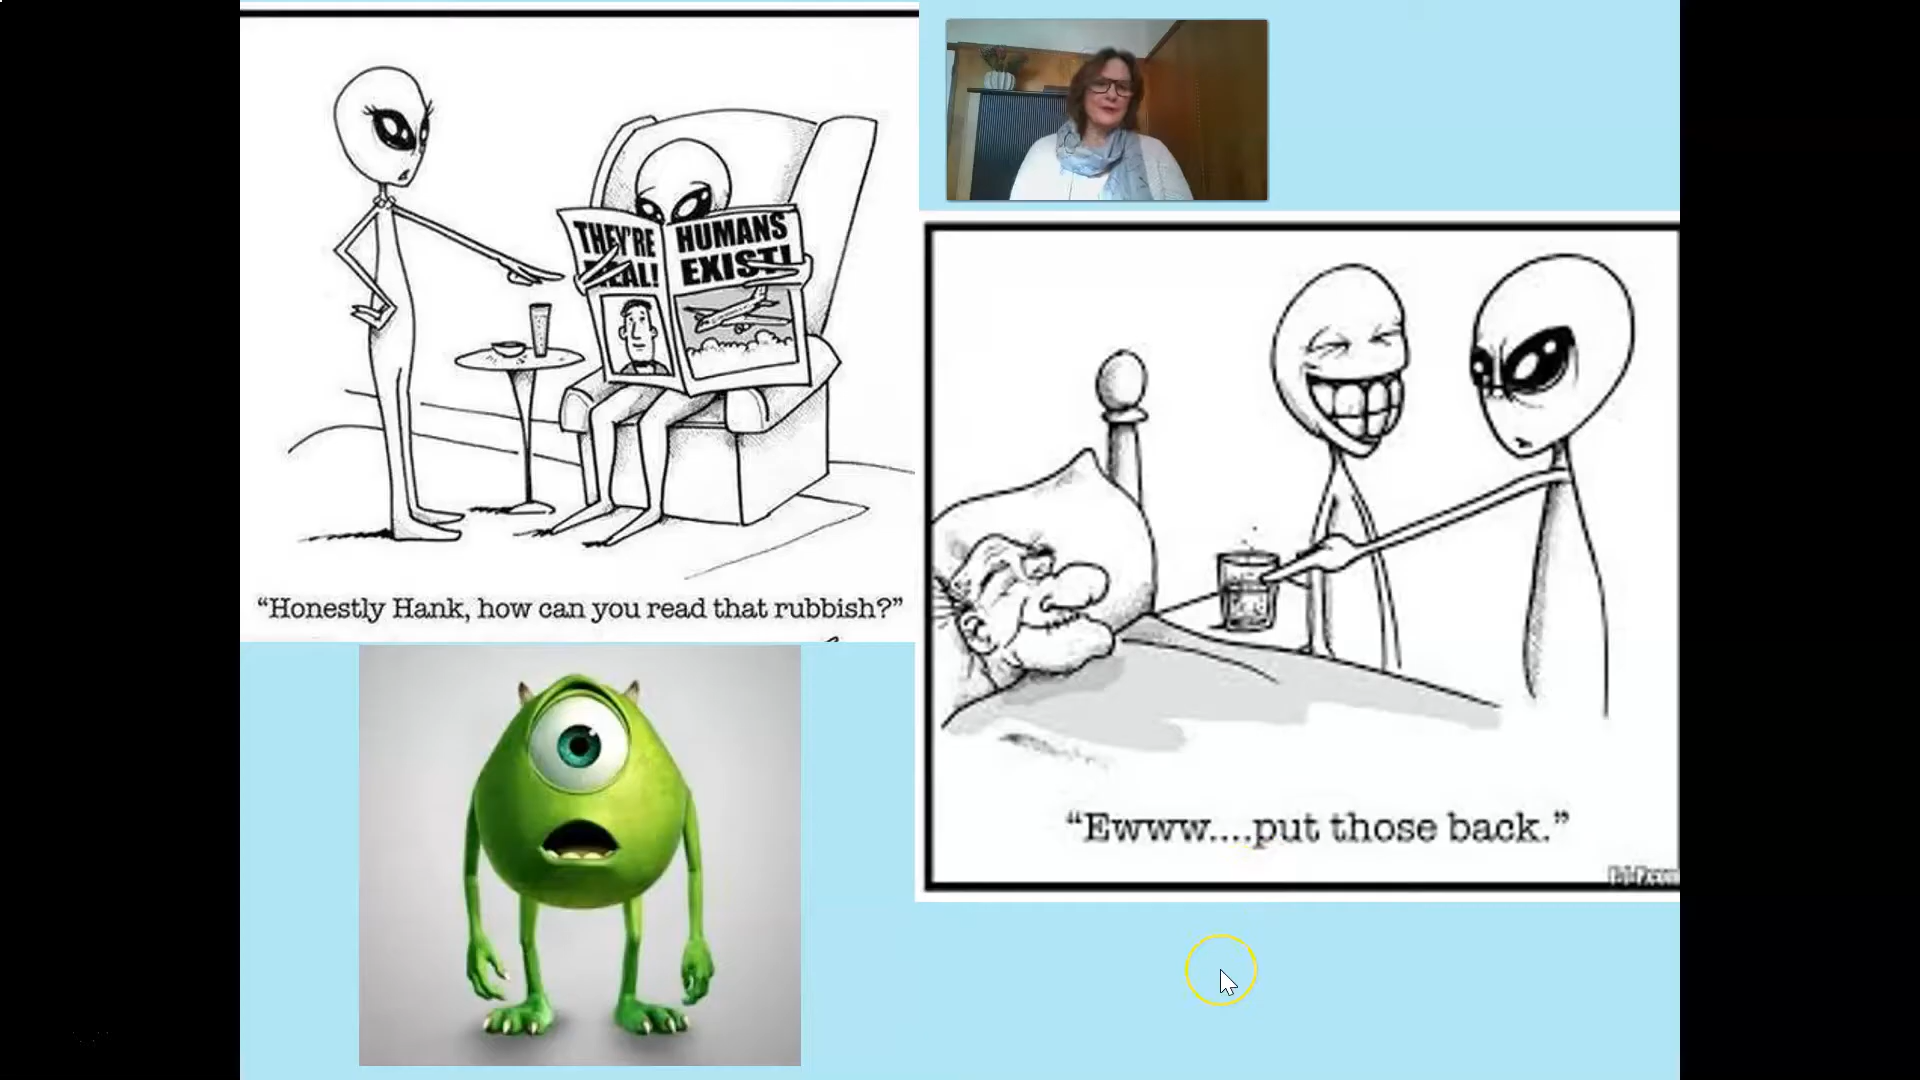 THEY'RE
REAL!
HUMANS
EXIST!
“Honestly Hank, how can you read that rubbish?”
“Ewww....put those back.”